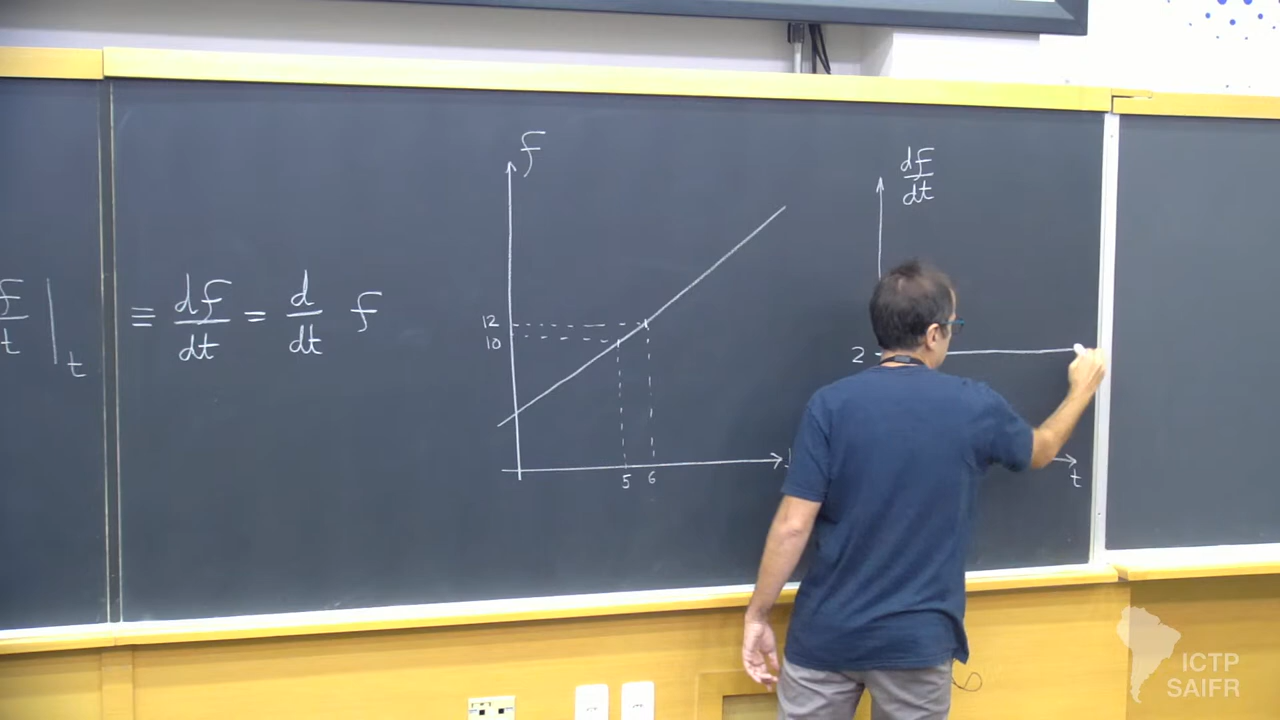 f/t |t ≡ df/dt = d/dt f
f
12
10
5 6
df/dt
2
t
ICTP
SAIFR